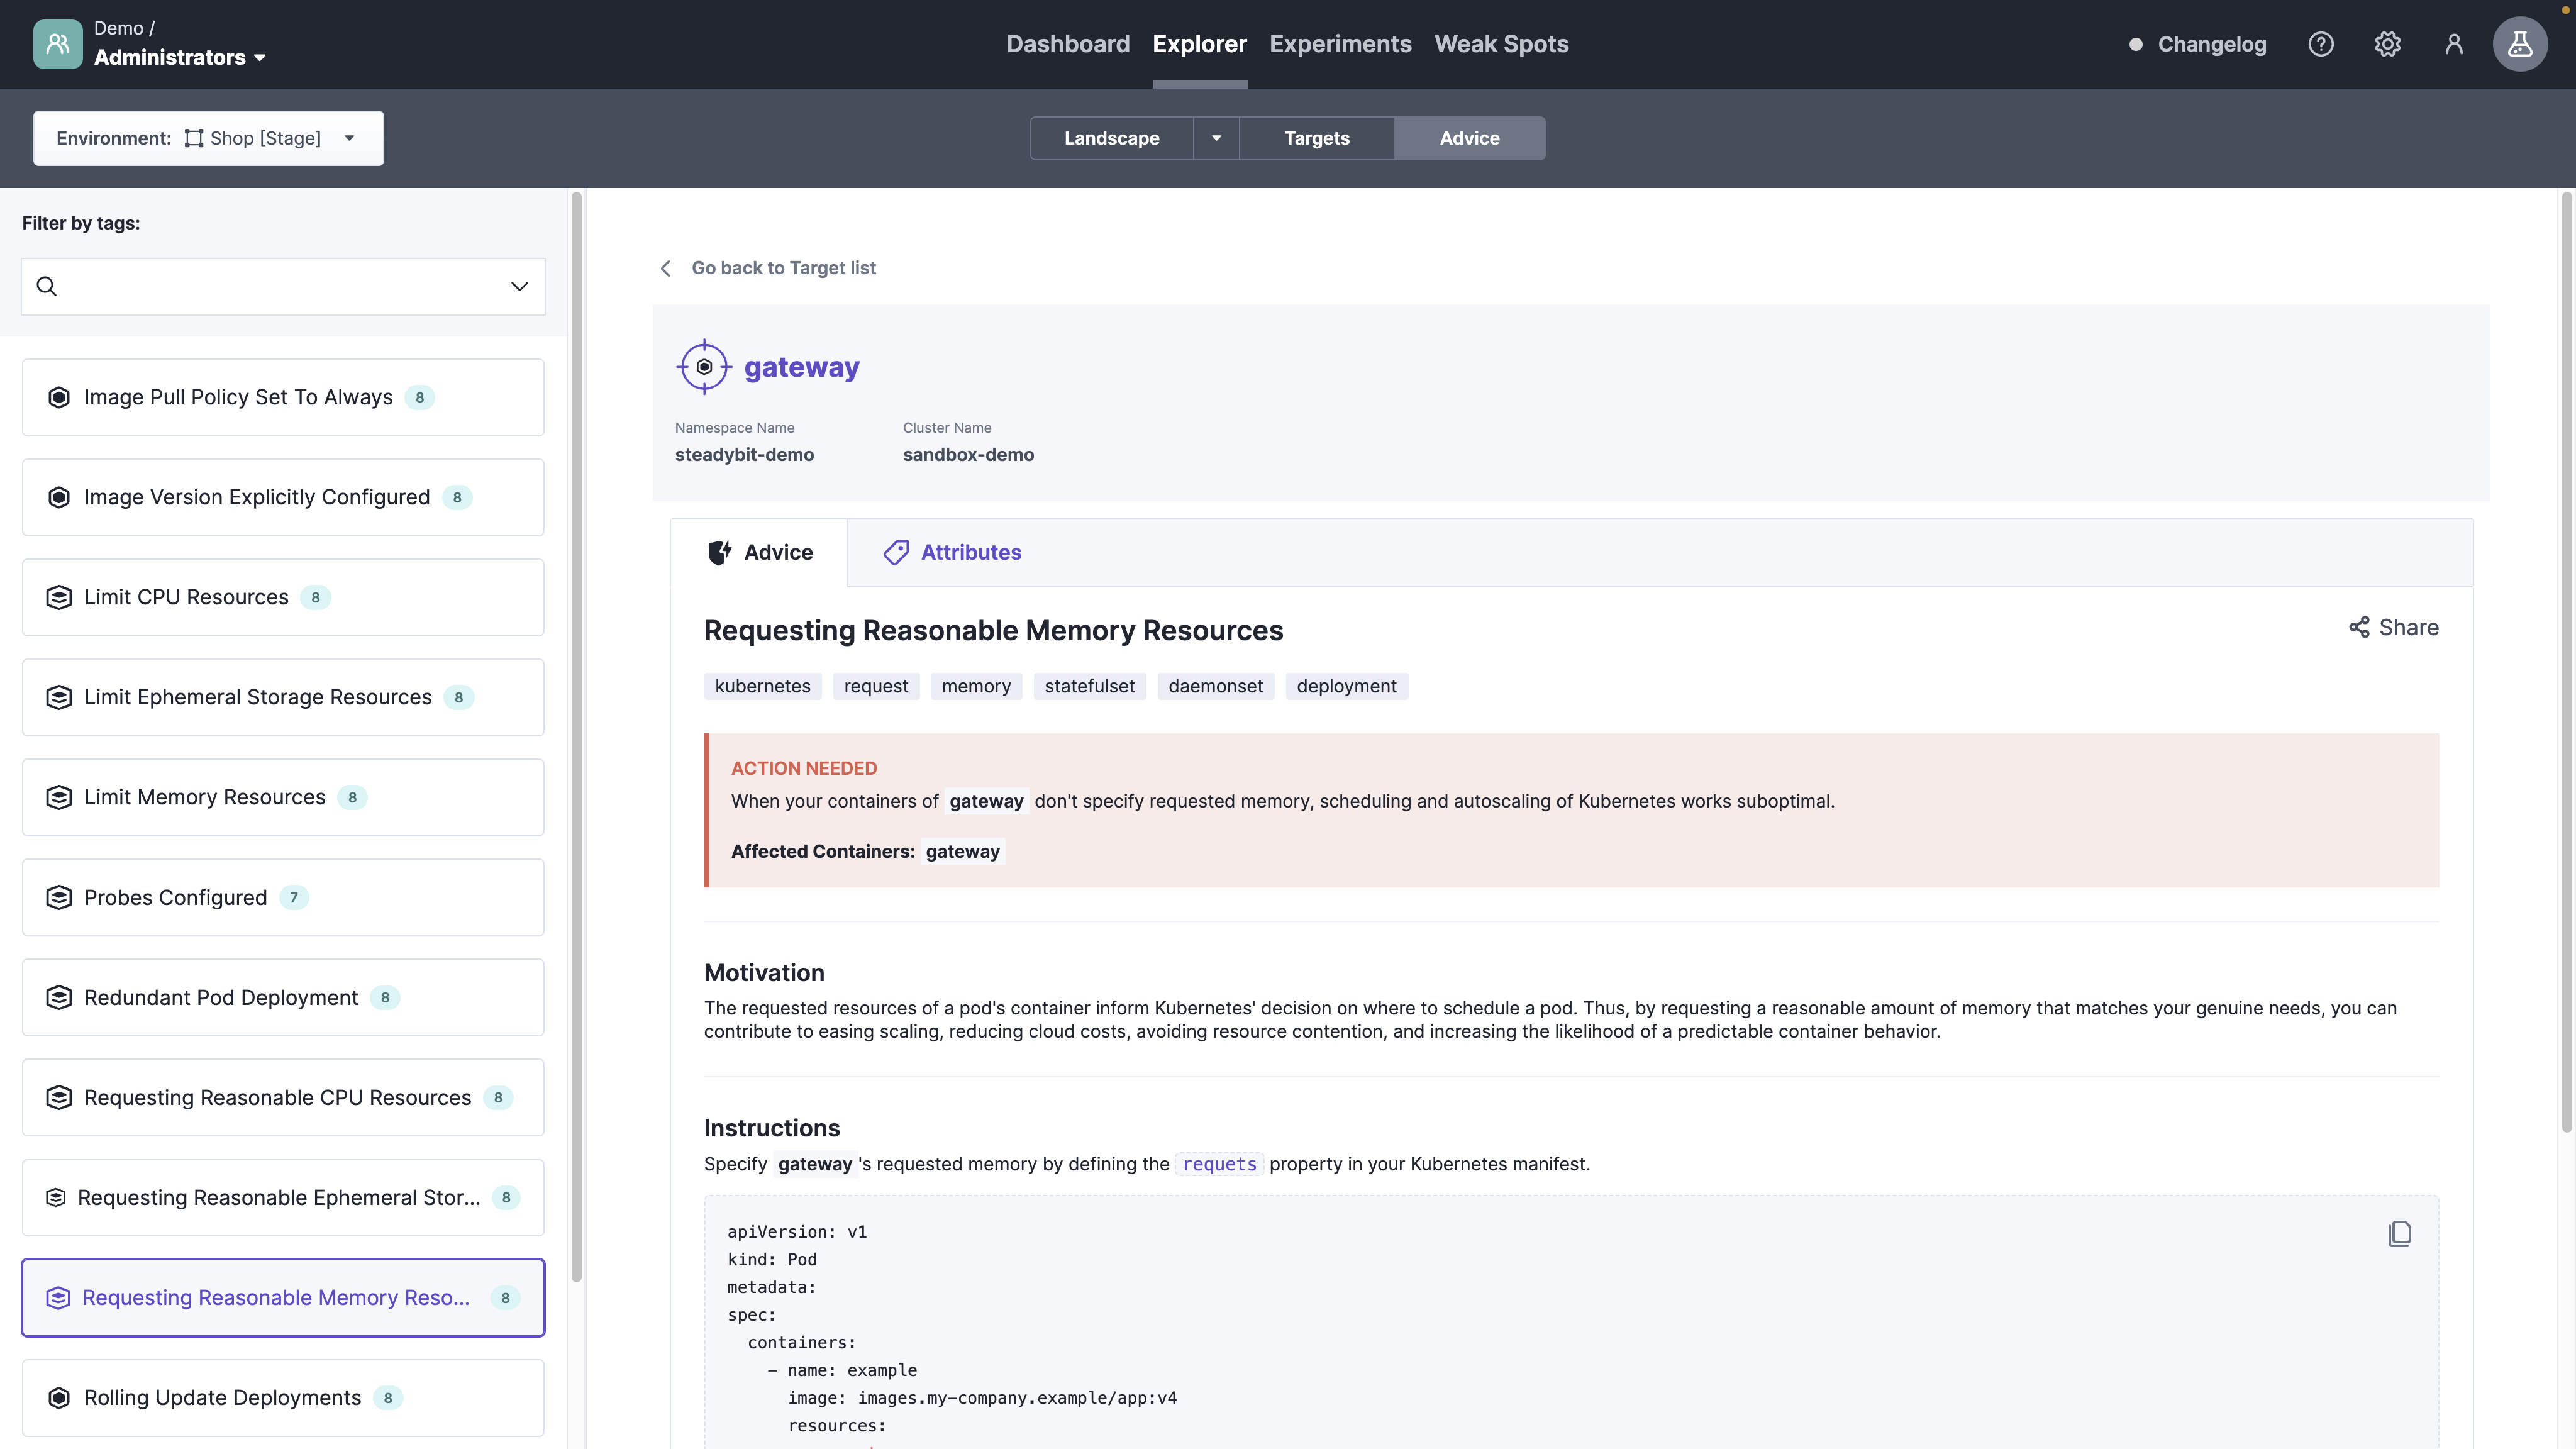 Demo /
Administrators
Dashboard Explorer Experiments Weak Spots
Changelog
Environment: Shop [Stage]
Landscape Targets Advice
Filter by tags:
Image Pull Policy Set To Always 8
Image Version Explicitly Configured 8
Limit CPU Resources 8
Limit Ephemeral Storage Resources 8
Limit Memory Resources 8
Probes Configured 7
Redundant Pod Deployment 8
Requesting Reasonable CPU Resources 8
Requesting Reasonable Ephemeral Stor... 8
Requesting Reasonable Memory Reso... 8
Rolling Update Deployments 8
Go back to Target list
gateway
Namespace Name Cluster Name
steadybit-demo sandbox-demo
Advice Attributes
Requesting Reasonable Memory Resources
Share
kubernetes request memory statefulset daemonset deployment
ACTION NEEDED
When your containers of gateway don't specify requested memory, scheduling and autoscaling of Kubernetes works suboptimal.
Affected Containers: gateway
Motivation
The requested resources of a pod's container inform Kubernetes' decision on where to schedule a pod. Thus, by requesting a reasonable amount of memory that matches your genuine needs, you can
contribute to easing scaling, reducing cloud costs, avoiding resource contention, and increasing the likelihood of a predictable container behavior.
Instructions
Specify gateway 's requested memory by defining the requets property in your Kubernetes manifest.
apiVersion: v1
kind: Pod
metadata:
spec:
containers:
- name: example
image: images.my-company.example/app:v4
resources: